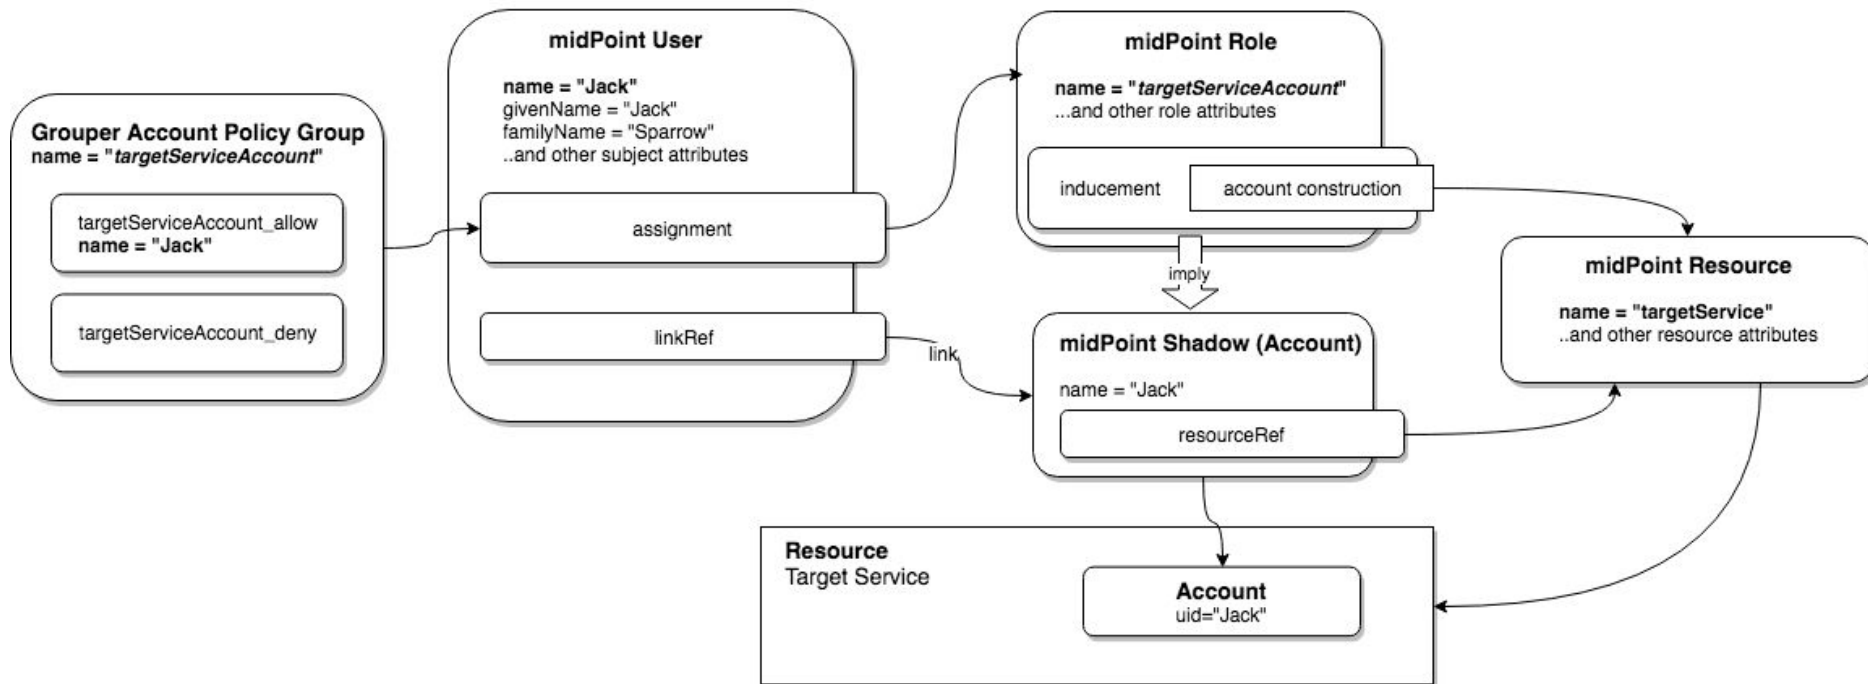 Grouper Account Policy Group
name = "targetServiceAccount"
targetServiceAccount_allow
name = "Jack"
targetServiceAccount_deny
midPoint User
name = "Jack"
givenName = "Jack"
familyName = "Sparrow"
..and other subject attributes
assignment
linkRef
link
midPoint Role
name = "targetServiceAccount"
...and other role attributes
inducement
account construction
imply
midPoint Shadow (Account)
name = "Jack"
resourceRef
midPoint Resource
name = "targetService"
..and other resource attributes
Resource
Target Service
Account
uid="Jack"